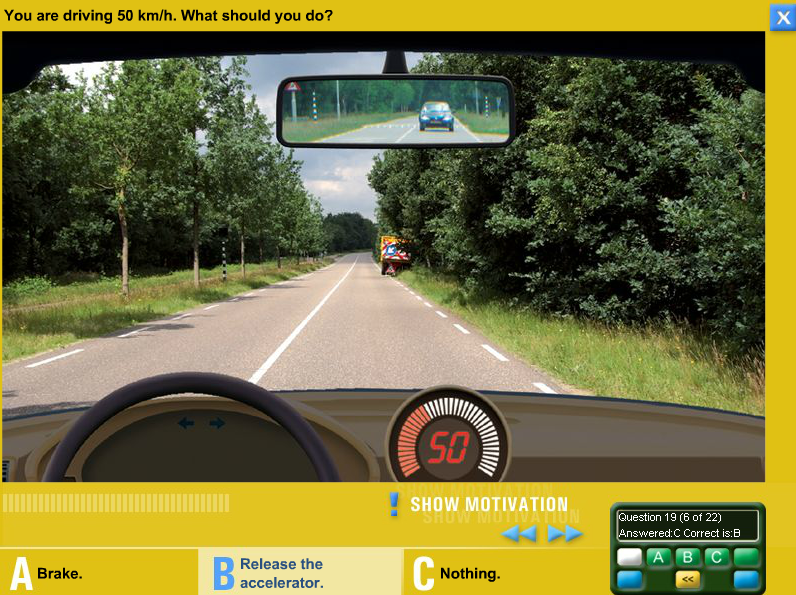 You are driving 50 km/h. What should you do?
X
50
! SHOW MOTIVATION
Question 19 (6 of 22)
Answered:C Correct is:B
A B C
<<
A Brake.
B Release the
accelerator.
C Nothing.